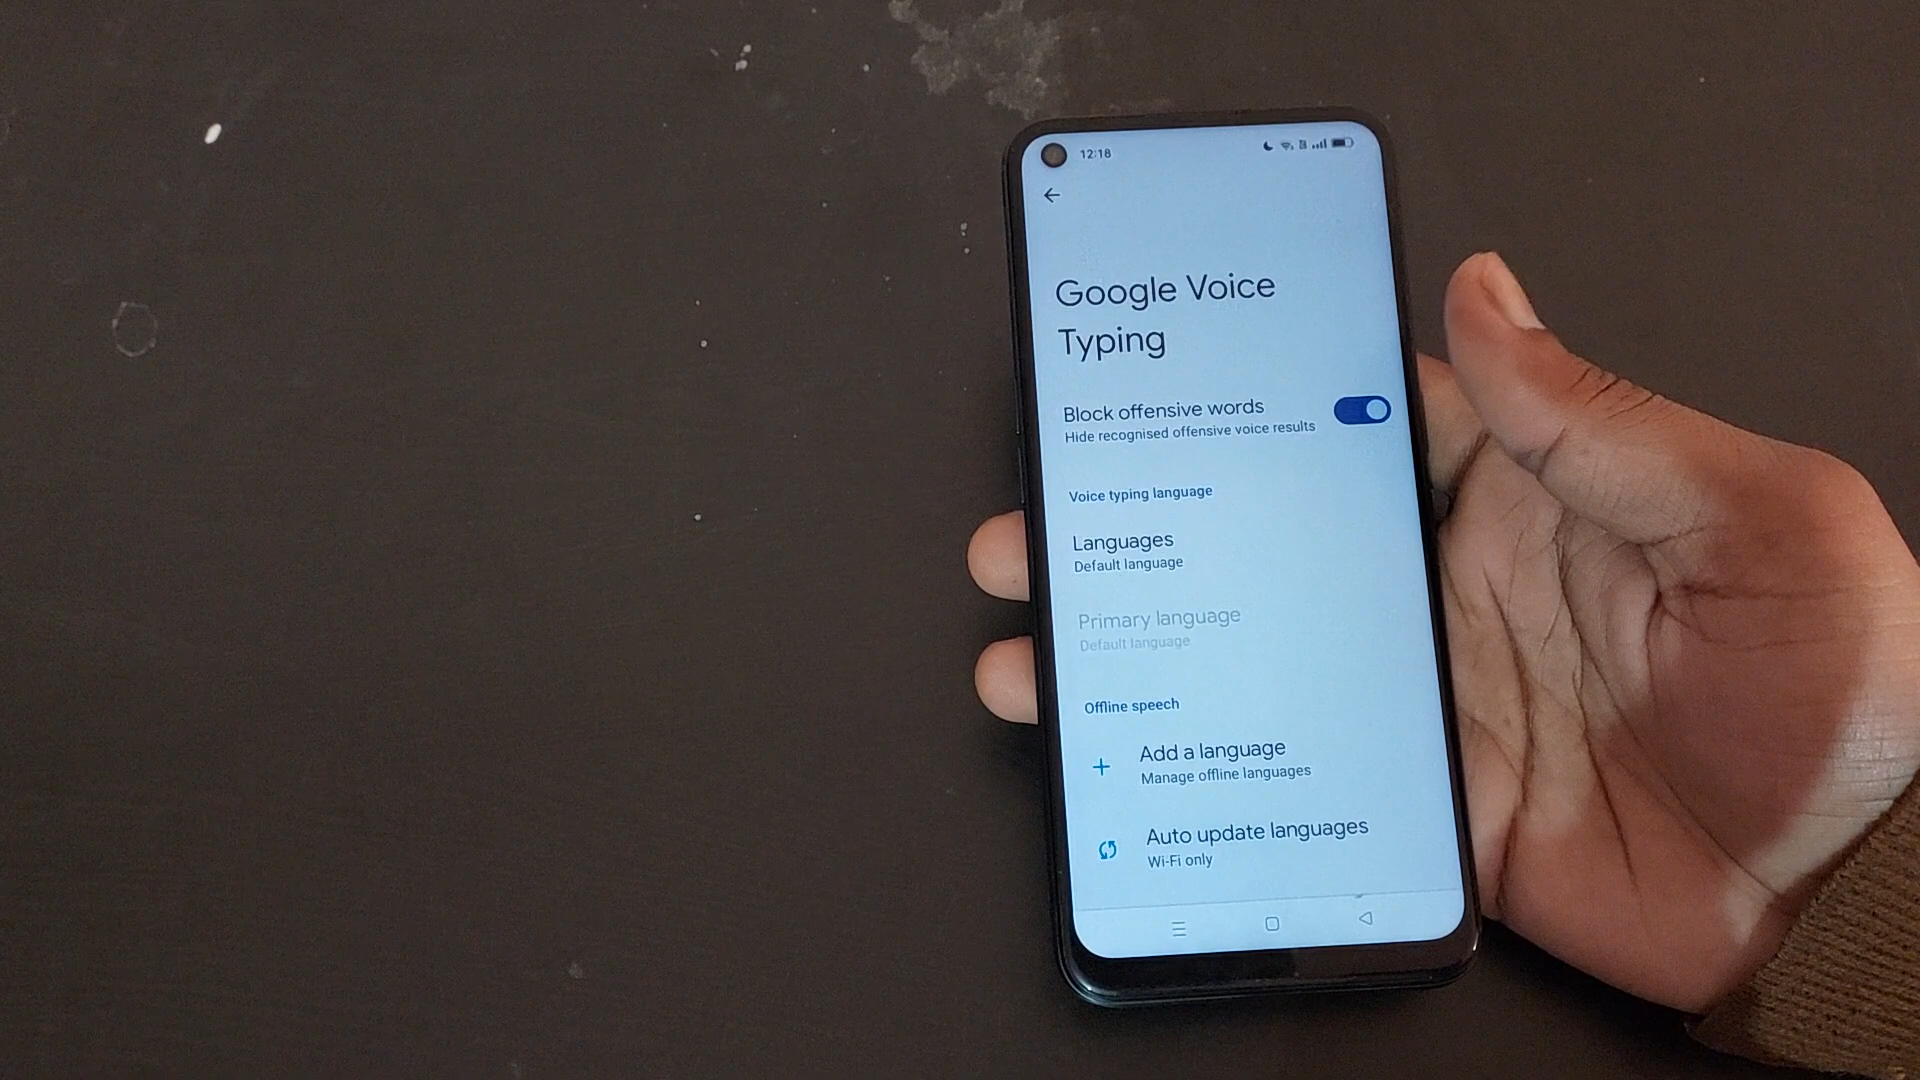 12:18
Google Voice
Typing
Block offensive words
Hide recognised offensive voice results
Voice typing language
Languages
Default language
Primary language
Default language
Offline speech
Add a language
Manage offline languages
Auto update languages
Wi-Fi only